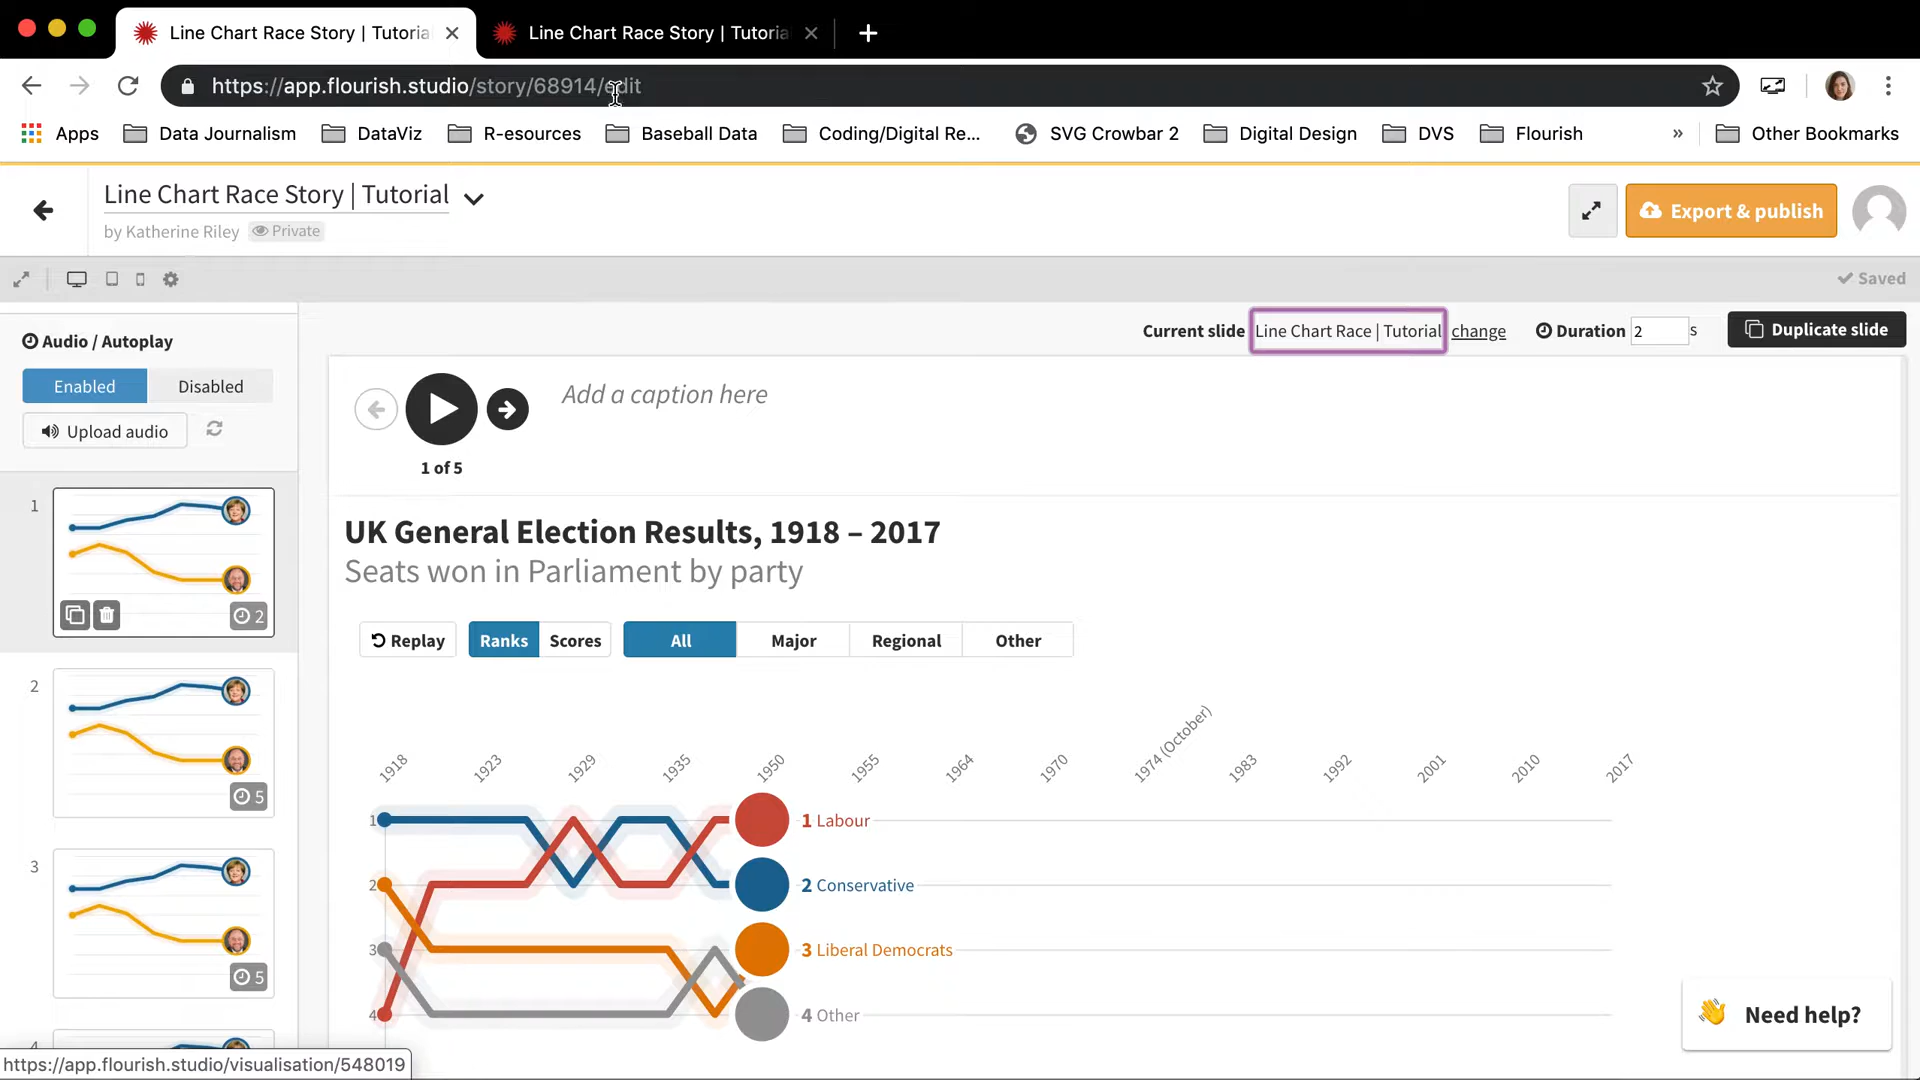 Line Chart Race Story | Tutoria
Line Chart Race Story | Tutoria
https://app.flourish.studio/story/68914/edit
Apps
Data Journalism
DataViz
R-esources
Baseball Data
Coding/Digital Re...
SVG Crowbar 2
Digital Design
DVS
Flourish
»
Other Bookmarks
Line Chart Race Story | Tutorial
by Katherine Riley
Private
Export & publish
Saved
Audio / Autoplay
Enabled
Disabled
Upload audio
Current slide
Line Chart Race | Tutorial
change
Duration
2
s
Duplicate slide
Add a caption here
1 of 5
1
2
2
5
3
5
4
UK General Election Results, 1918 – 2017
Seats won in Parliament by party
Replay
Ranks
Scores
All
Major
Regional
Other
1918
1923
1929
1935
1950
1955
1964
1970
1974 (October)
1983
1992
2001
2010
2017
1
1 Labour
2
2 Conservative
3
3 Liberal Democrats
4
4 Other
Need help?
https://app.flourish.studio/visualisation/548019